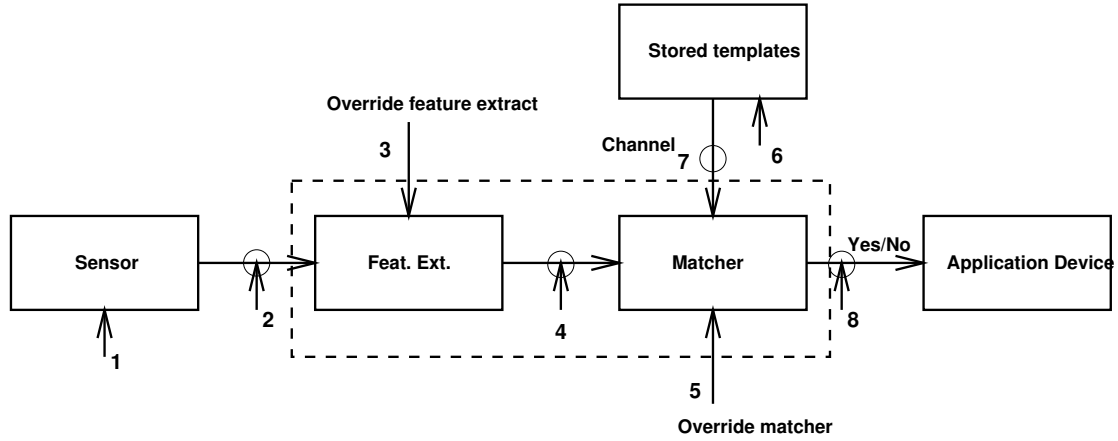 Stored templates
Override feature extract
3
Channel
7
6
Sensor
Feat. Ext.
Matcher
Yes/No
Application Device
1
2
4
8
5
Override matcher